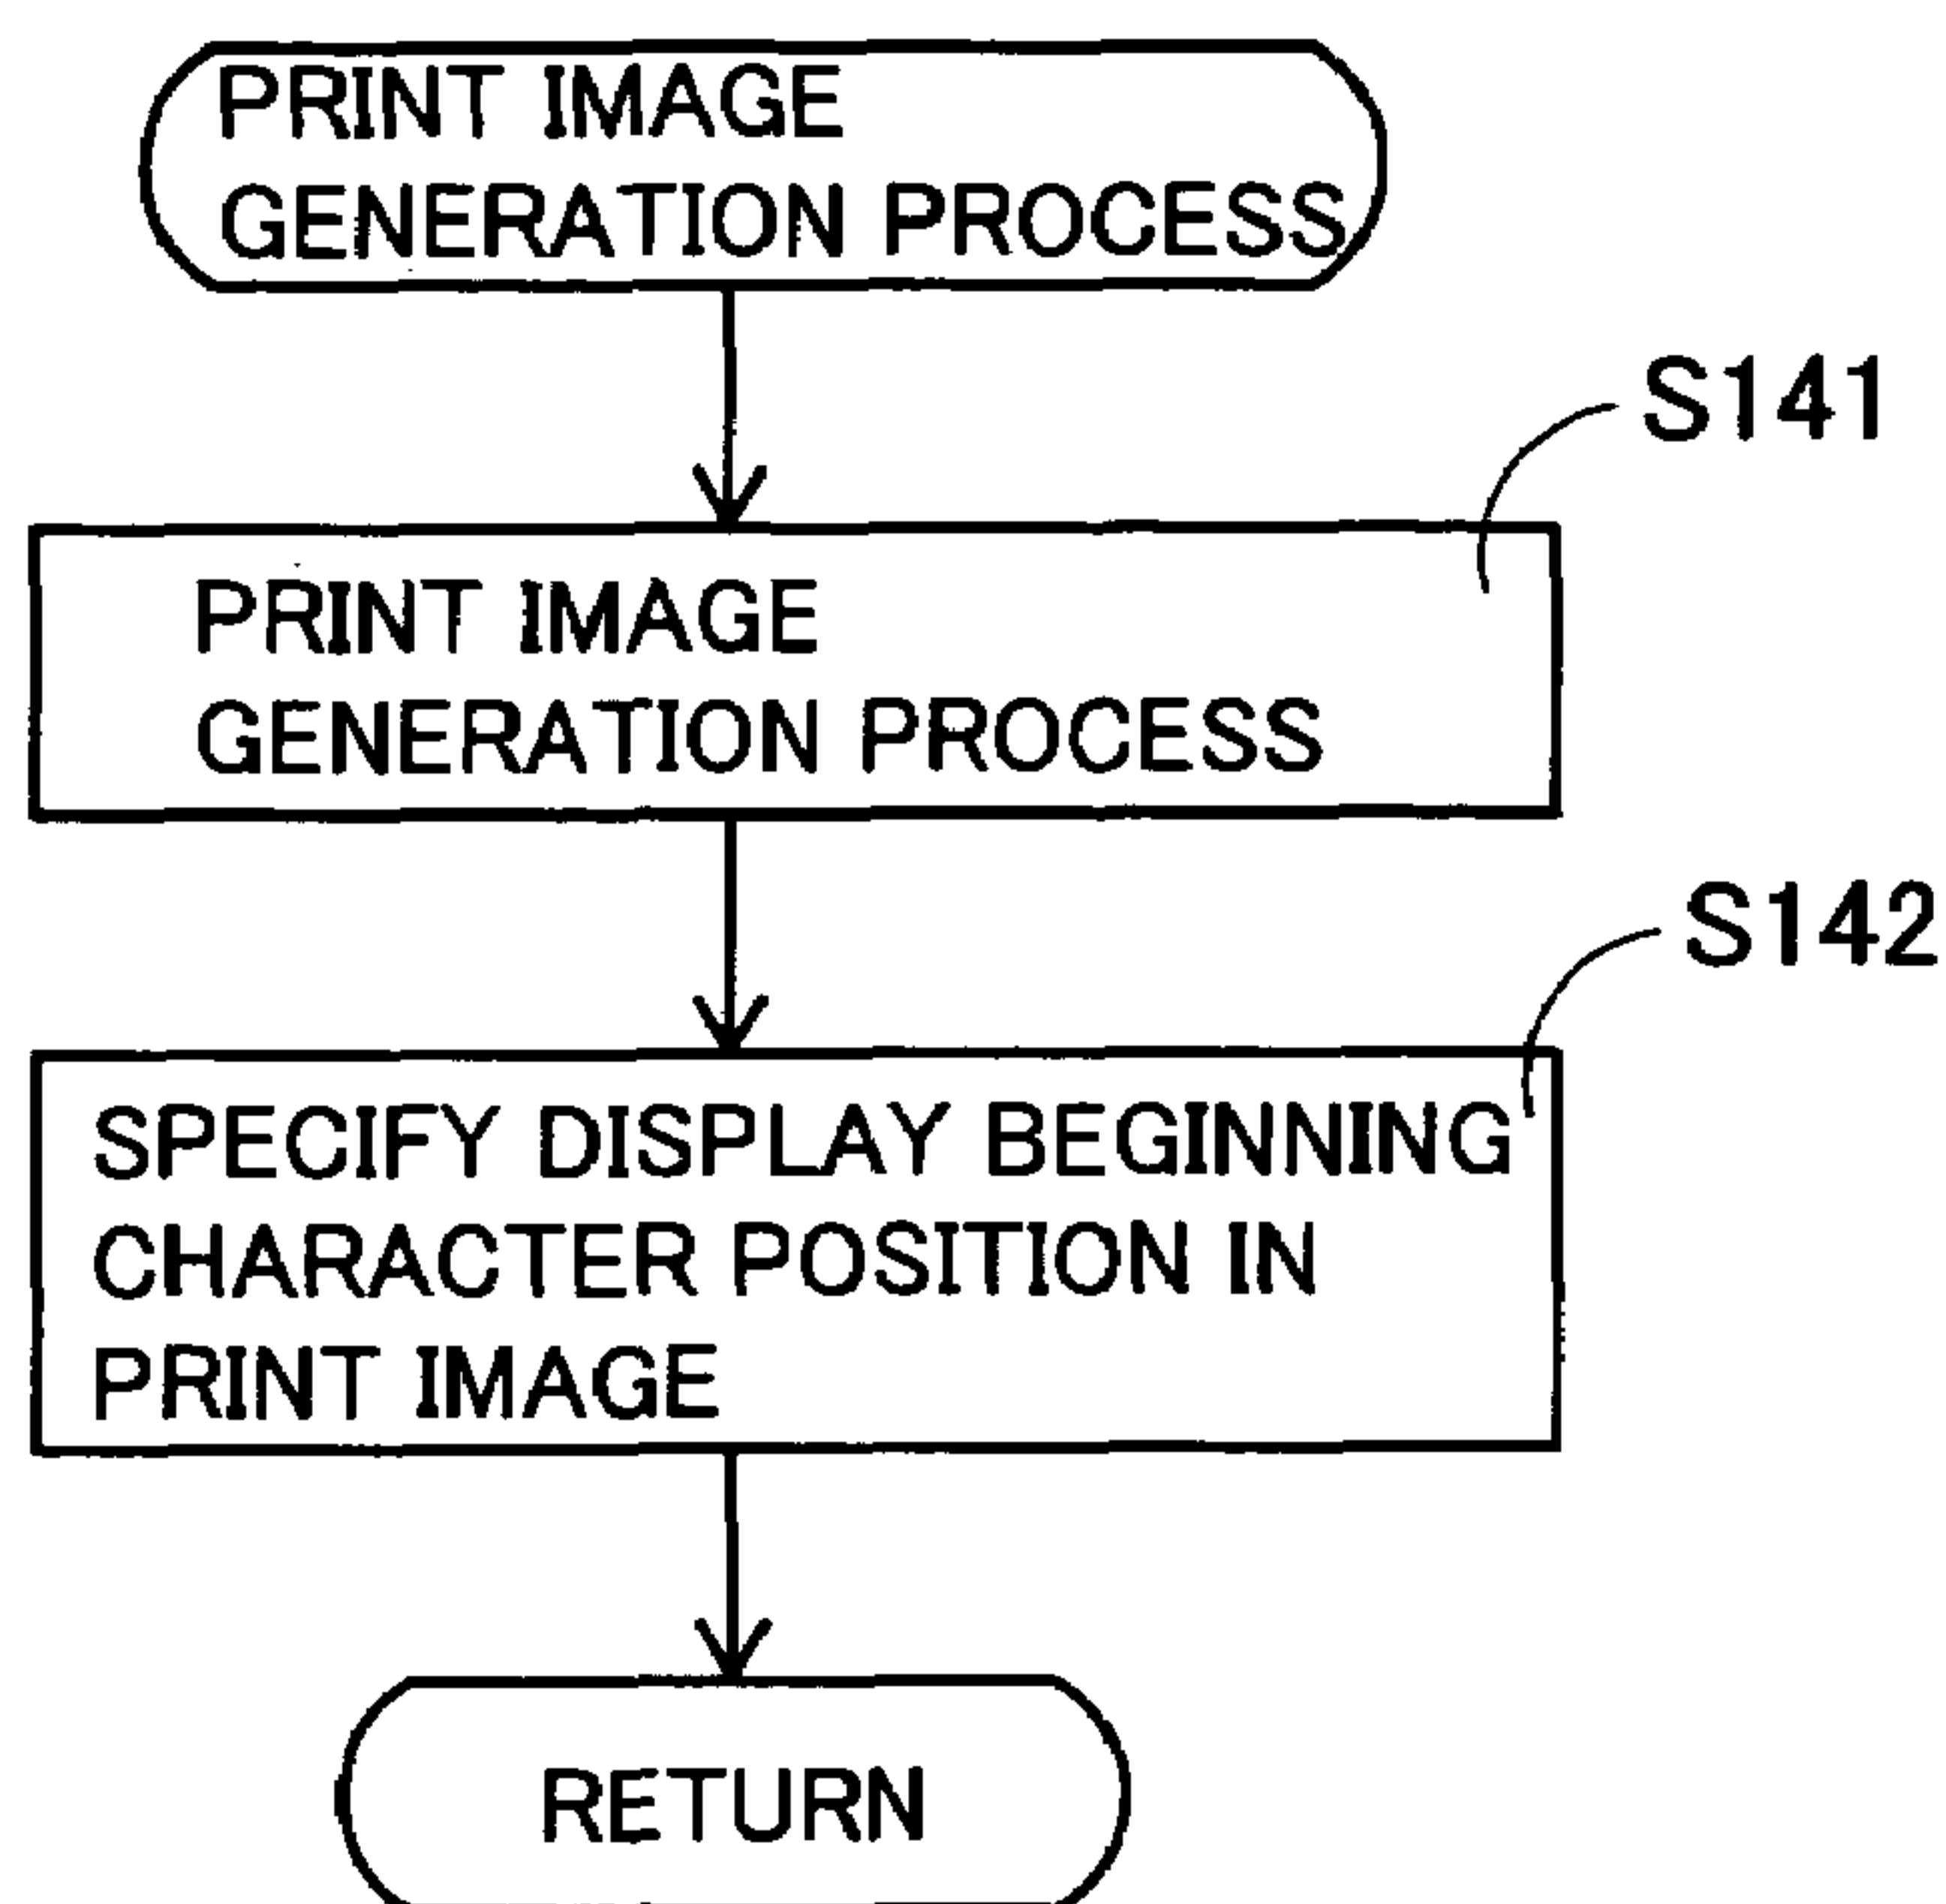 PRINT IMAGE
GENERATION PROCESS
S141
PRINT IMAGE
GENERATION PROCESS
S142
SPECIFY DISPLAY BEGINNING
CHARACTER POSITION IN
PRINT IMAGE
RETURN